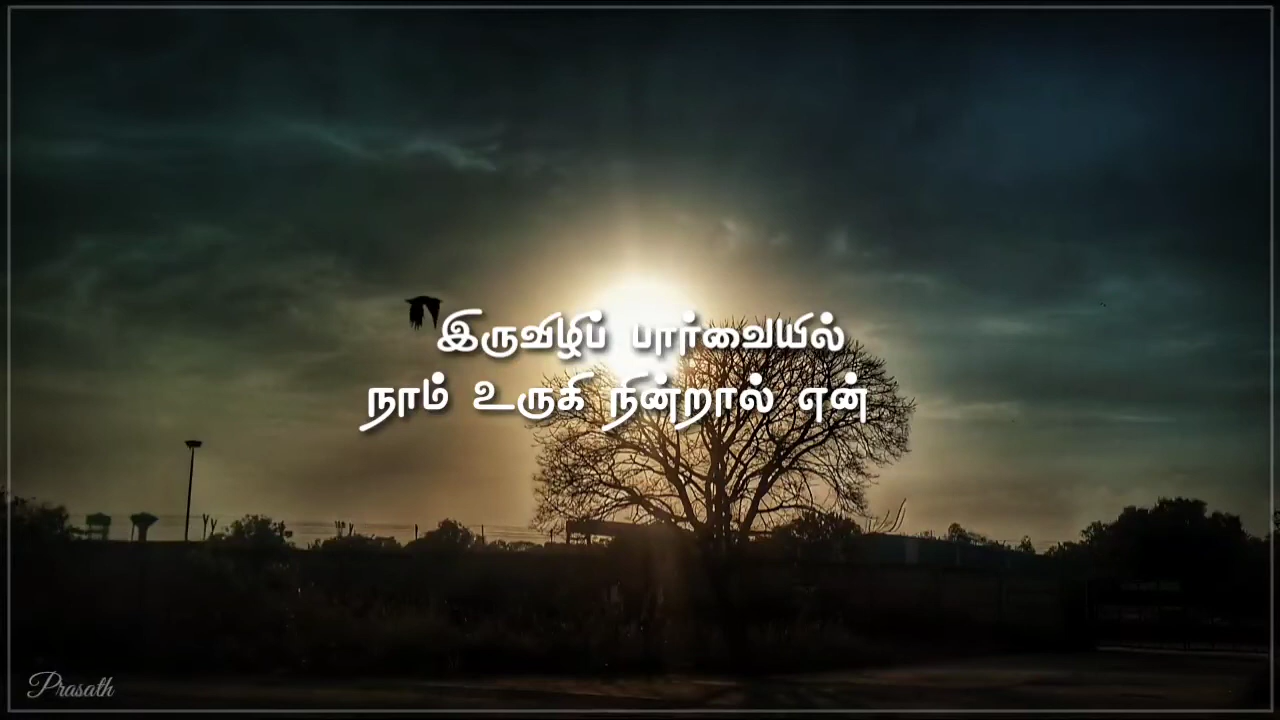 இருவிழிப் பார்வையில்
நாம் உருகி நின்றால் என்
Prasath